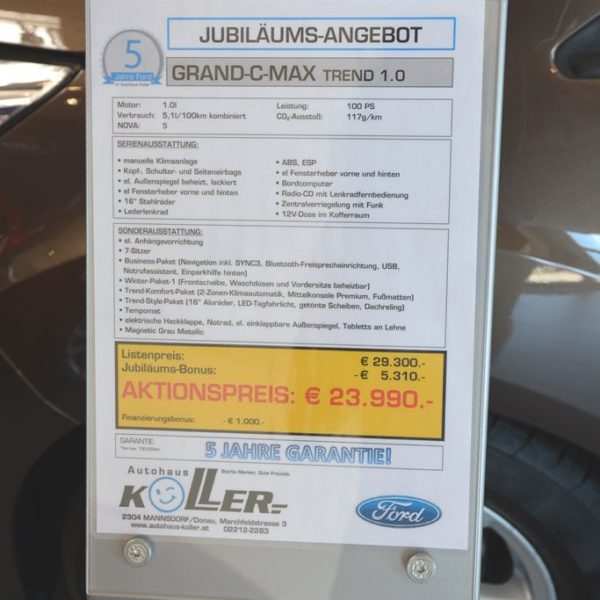 JUBILÄUMS-ANGEBOT
5
Jahre Ford
GRAND-C-MAX TREND 1.0
Motor: 1.0l Leistung: 100 PS
Verbrauch: 5,1l/100km kombiniert CO₂-Ausstoß: 117g/km
NOVA: 5
SERIENAUSSTATTUNG:
• manuelle Klimaanlage • ABS, ESP
• Kopf-, Schulter- und Seitenairbags • el Fensterheber vorne und hinten
• el. Außenspiegel beheizt, lackiert • Bordcomputer
• el Fensterheber vorne und hinten • Radio-CD mit Lenkradfernbedienung
• 16" Stahlräder • Zentralverriegelung mit Funk
• Lederlenkrad • 12V-Dose im Kofferraum
SONDERAUSSTATTUNG:
• el. Anhängevorrichtung
• 7-Sitzer
• Business-Paket (Navigation inkl. SYNC3, Bluetooth-Freisprecheinrichtung, USB,
Notrufassistent, Einparkhilfe hinten)
• Winter-Paket-1 (Frontscheibe, Waschdüsen und Vordersitze beheizbar)
• Trend-Komfort-Paket (2-Zonen-Klimaautomatik, Mittelkonsole Premium, Fußmatten)
• Trend-Style-Paket (16" Aluräder, LED-Tagfahrlicht, getönte Scheiben, Dachreling)
• Tempomat
• elektrische Heckklappe, Notrad, el. einklappbare Außenspiegel, Tabletts an Lehne
• Magnetic Grau Metallic
Listenpreis: € 29.300.-
Jubiläums-Bonus: -€ 5.310.-
AKTIONSPREIS: € 23.990.-
Finanzierungsbonus: -€ 1.000.-
GARANTIE:
5 JAHRE GARANTIE!
Autohaus Starke Marken, Gute Freunde.
KOLLER
2304 MANNSDORF/Donau, Marchfeldstrasse 3
www.autohaus-koller.at 02212-2283
Ford